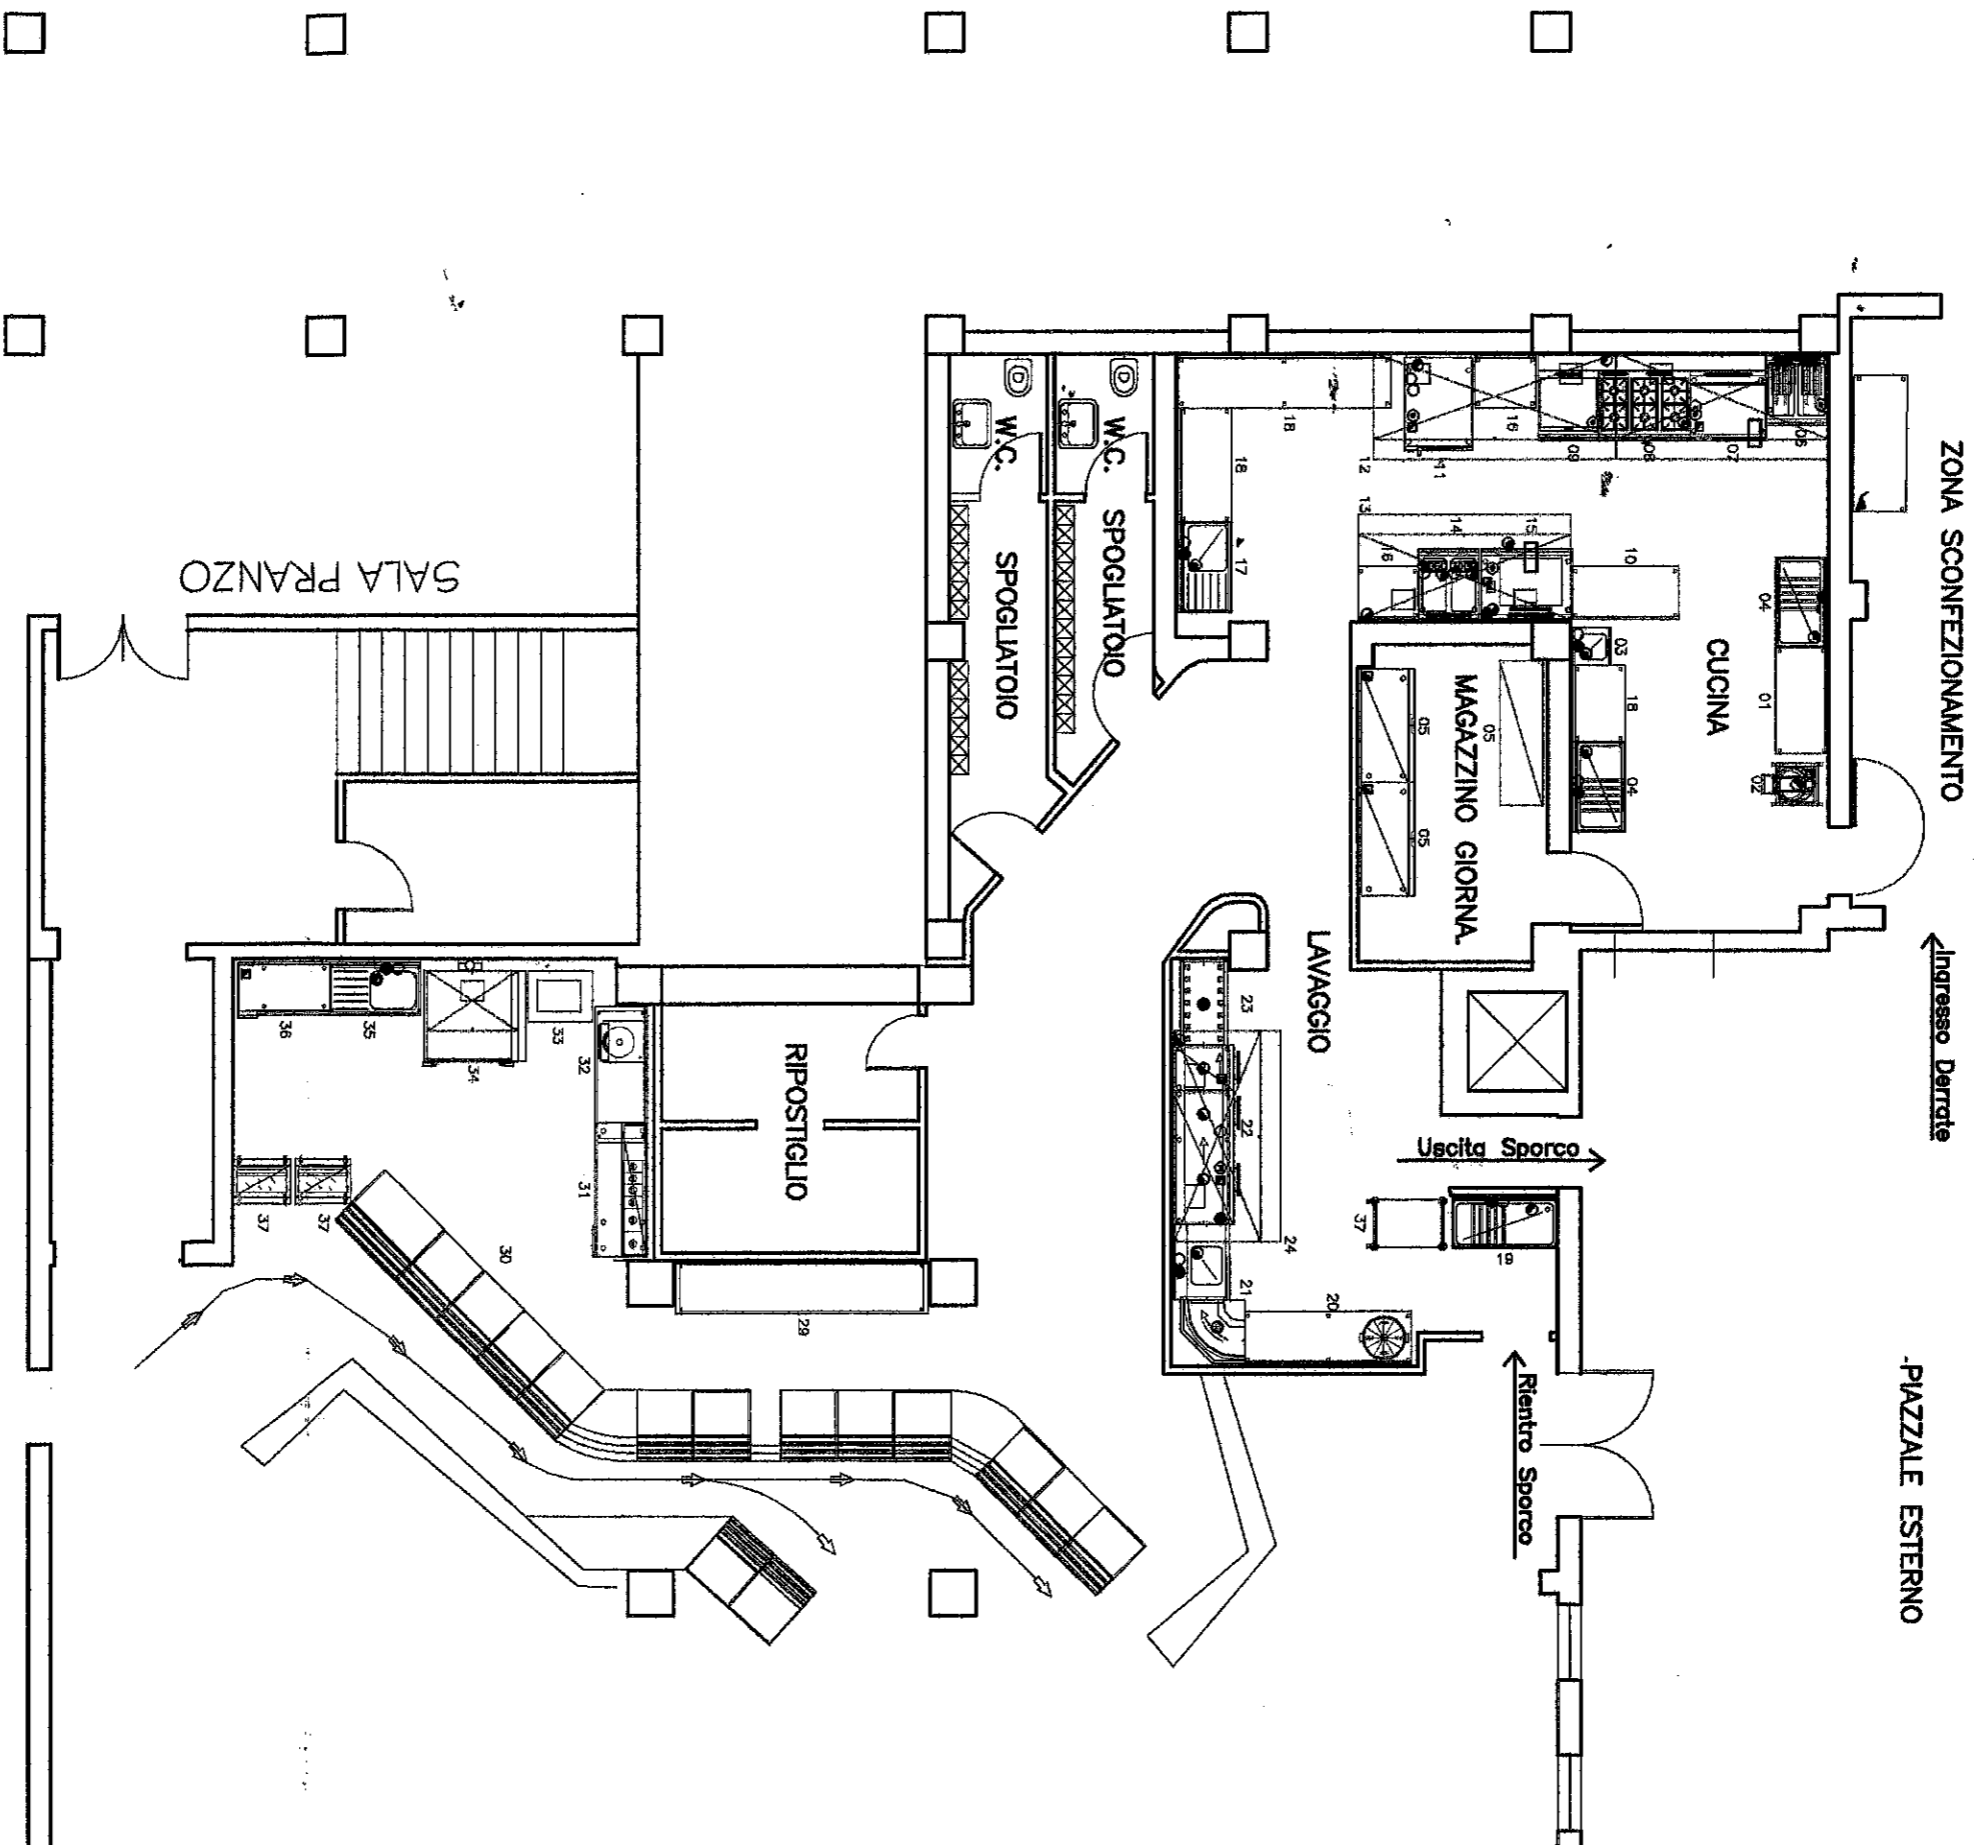 ZONA SCONFEZIONAMENTO
Ingresso Derrate
-PIAZZALE ESTERNO
CUCINA
MAGAZZINO GIORNA.
LAVAGGIO
Uscita Sporco
Rientro Sporco
W.C.
SPOGLIATOIO
W.C.
SPOGLIATOIO
RIPOSTIGLIO
SALA PRANZO
06
07
08
09
16
11
12
18
18
17
13
14
15
16
10
04
01
02
03
18
04
05
05
05
23
22
24
21
20
19
37
29
30
31
32
33
34
35
36
37
37